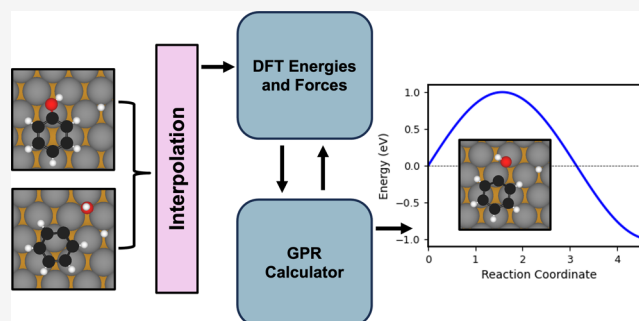 Interpolation
DFT Energies
and Forces
GPR
Calculator
Energy (eV)
1.0
0.5
0.0
−0.5
−1.0
0
1
2
3
4
Reaction Coordinate